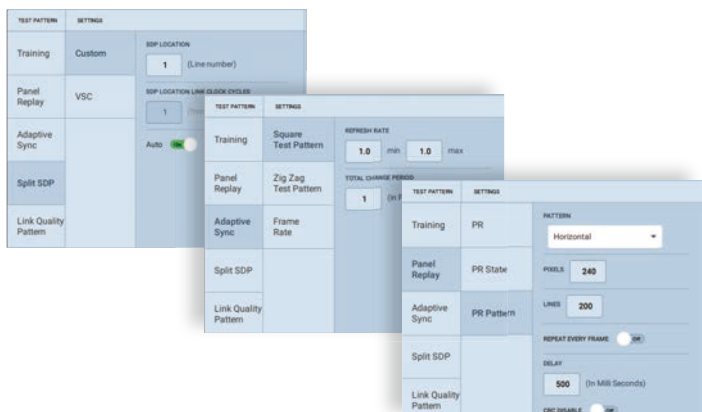 TEST PATTERN SETTINGS
Training Custom
SDP LOCATION
1 (Line number)
Panel
Replay
VSC
SDP LOCATION LINK CLOCK CYCLES
1
Adaptive
Sync
Auto On
Split SDP
Link Quality
Pattern
TEST PATTERN SETTINGS
Training
Square
Test Pattern
REFRESH RATE
1.0 min 1.0 max
Panel
Replay
Zig Zag
Test Pattern
TOTAL CHANGE PERIOD
1 (in
Adaptive
Sync
Frame
Rate
Split SDP
Link Quality
Pattern
TEST PATTERN SETTINGS
Training PR
PATTERN
Horizontal
Panel
Replay
PR State
PIXELS 240
Adaptive
Sync
PR Pattern
LINES 200
REPEAT EVERY FRAME Off
Split SDP
DELAY
500 (In Milli Seconds)
Link Quality
Pattern
CRC DISABLE Off